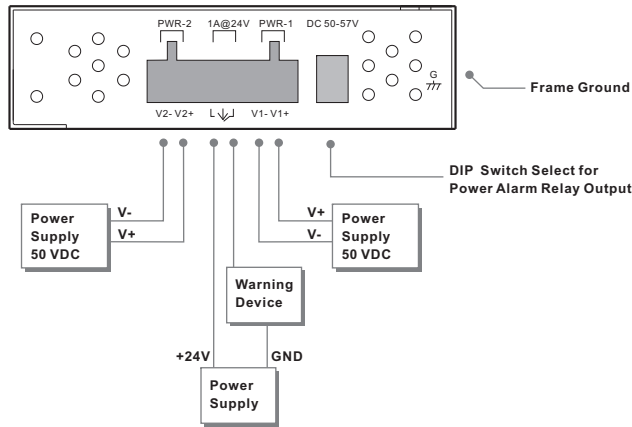 PWR-2 1A@24V PWR-1 DC 50-57V
G
V2- V2+ V1- V1+
Frame Ground
DIP Switch Select for
Power Alarm Relay Output
Power
Supply
50 VDC
V-
V+
V+
V-
Power
Supply
50 VDC
Warning
Device
+24V GND
Power
Supply